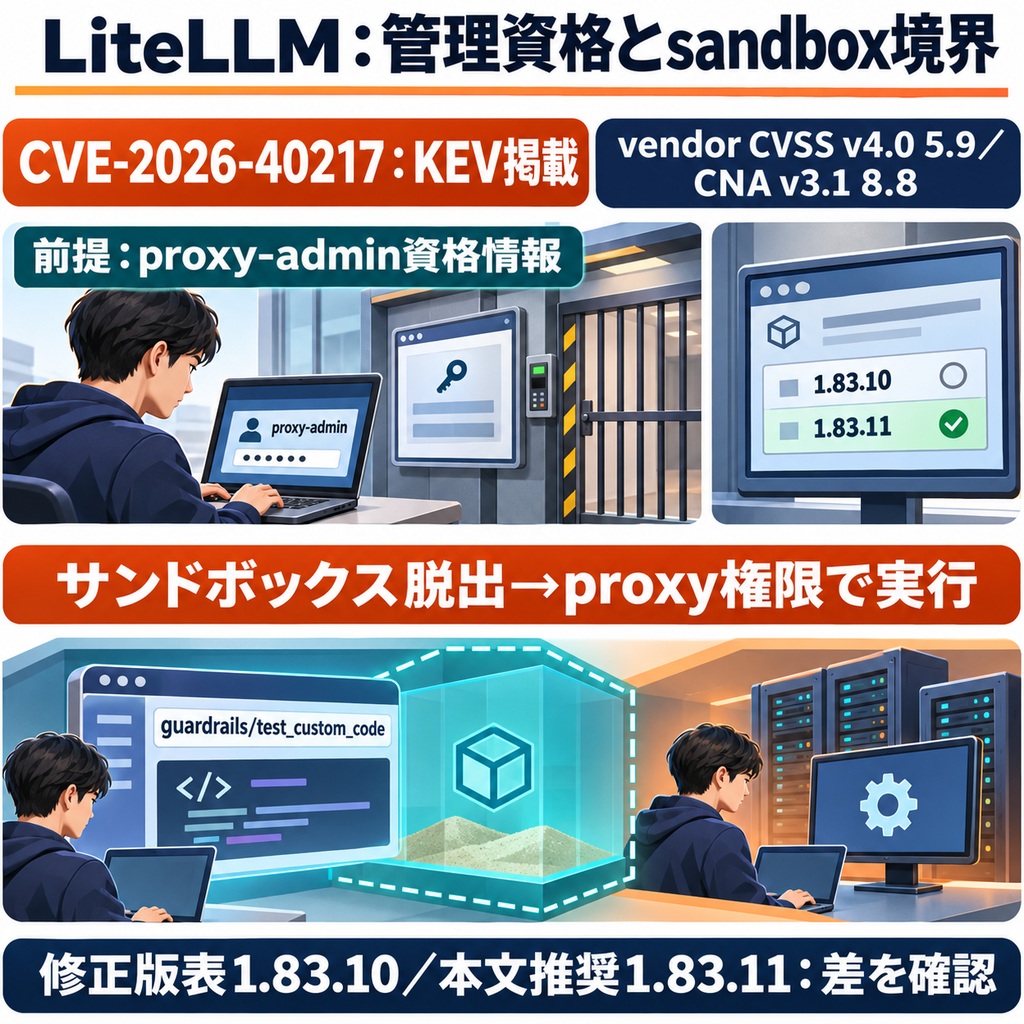 LiteLLM：管理資格とsandbox境界
CVE-2026-40217：KEV掲載
vendor CVSS v4.0 5.9／
CNA v3.1 8.8
前提：proxy-admin資格情報
proxy-admin
1.83.10
1.83.11
サンドボックス脱出→proxy権限で実行
guardrails/test_custom_code
</>
修正版表1.83.10／本文推奨1.83.11：差を確認